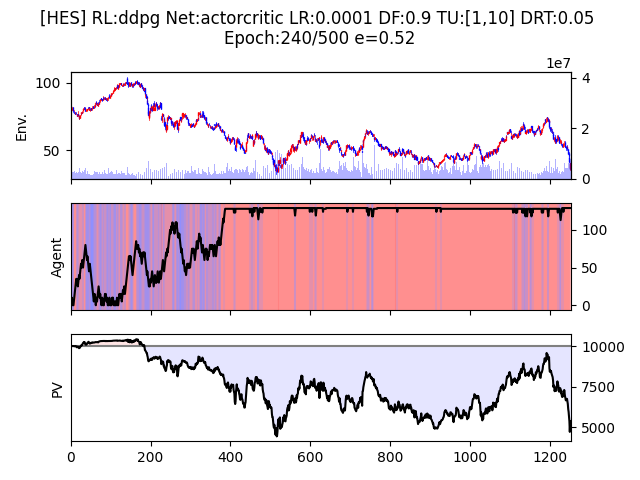 [HES] RL:ddpg Net:actorcritic LR:0.0001 DF:0.9 TU:[1,10] DRT:0.05
Epoch:240/500 e=0.52
1e7
100
50
Env.
4
2
0
Agent
100
50
0
PV
10000
7500
5000
0 200 400 600 800 1000 1200